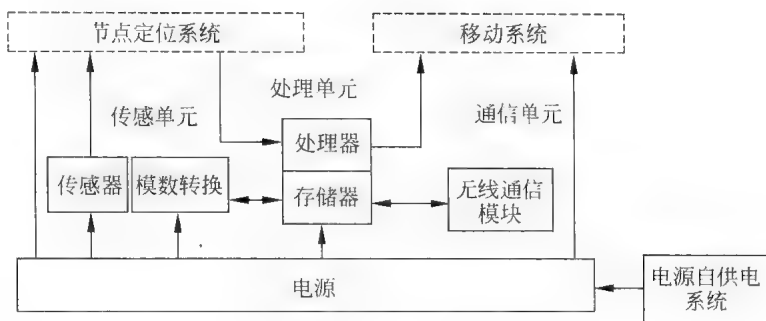 节点定位系统
移动系统
处理单元
传感单元
通信单元
处理器
传感器
模数转换
存储器
无线通信
模块
电源
电源自供电
系统